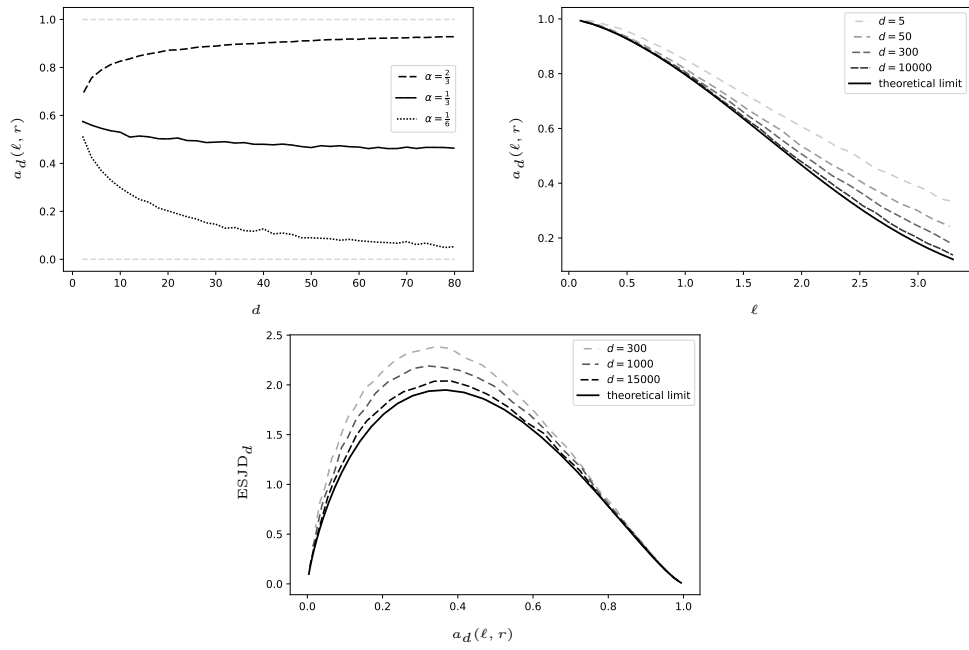 1.0
0.8
0.6
0.4
0.2
0.0
a_d(ℓ, r)
α = 2/3
α = 1/3
α = 1/6
0 10 20 30 40 50 60 70 80
d
1.0
0.8
0.6
0.4
0.2
a_d(ℓ, r)
d = 5
d = 50
d = 300
d = 10000
theoretical limit
0.0 0.5 1.0 1.5 2.0 2.5 3.0
ℓ
2.5
2.0
1.5
1.0
0.5
0.0
ESJD_d
d = 300
d = 1000
d = 15000
theoretical limit
0.0 0.2 0.4 0.6 0.8 1.0
a_d(ℓ, r)